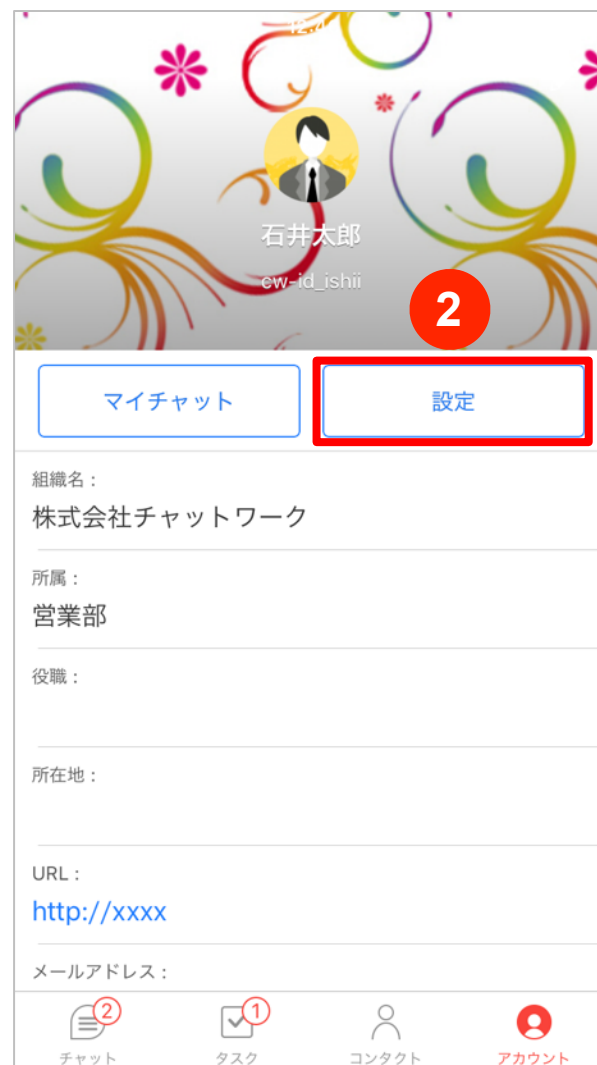 石井太郎
cw-id_ishii
2
マイチャット
設定
組織名：
株式会社チャットワーク
所属：
営業部
役職：
所在地：
URL：
http://xxxx
メールアドレス：
2
1
チャット
タスク
コンタクト
アカウント